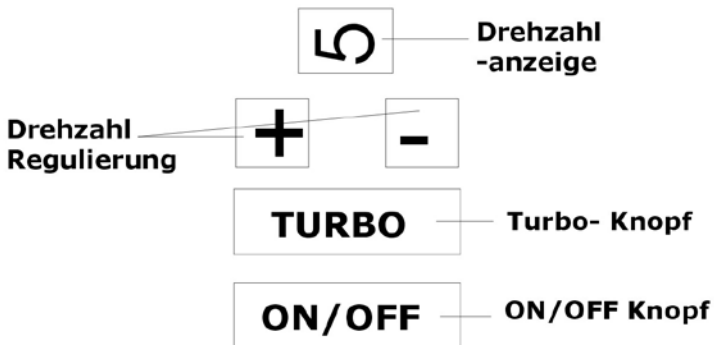 5
Drehzahl
-anzeige
Drehzahl
Regulierung
+
-
TURBO
Turbo- Knopf
ON/OFF
ON/OFF Knopf